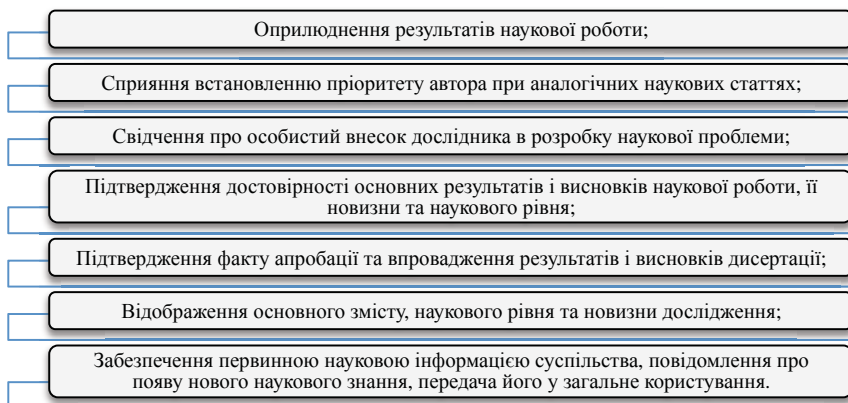 Оприлюднення результатів наукової роботи;
Сприяння встановленню пріоритету автора при аналогічних наукових статтях;
Свідчення про особистий внесок дослідника в розробку наукової проблеми;
Підтвердження достовірності основних результатів і висновків наукової роботи, її
новизни та наукового рівня;
Підтвердження факту апробації та впровадження результатів і висновків дисертації;
Відображення основного змісту, наукового рівня та новизни дослідження;
Забезпечення первинною науковою інформацією суспільства, повідомлення про
появу нового наукового знання, передача його у загальне користування.